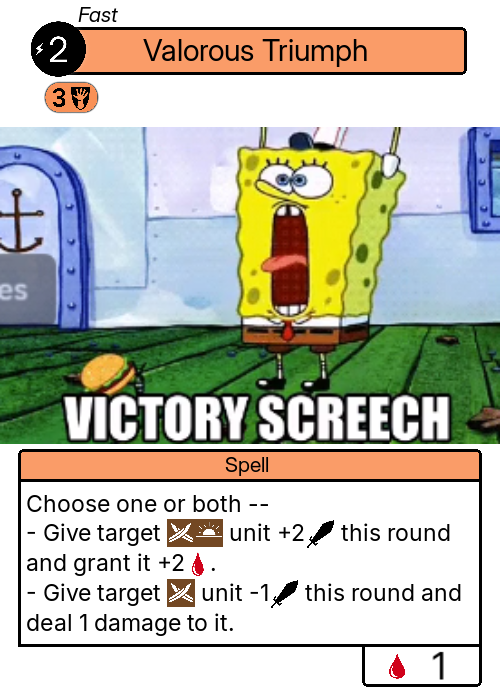 Fast
2
Valorous Triumph
3
es
VICTORY SCREECH
Spell
Choose one or both --
- Give target unit +2 this round
and grant it +2 .
- Give target unit -1 this round and
deal 1 damage to it.
1